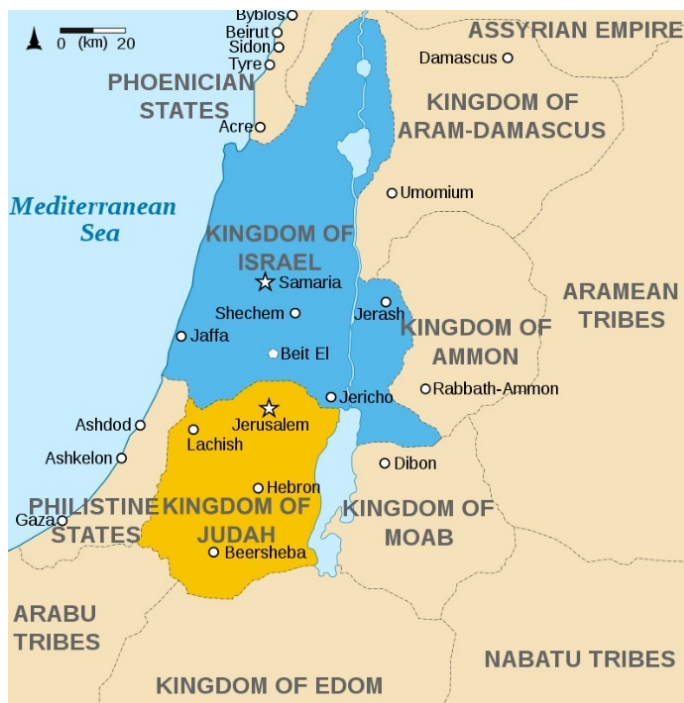 Byblos
Beirut
Sidon
Tyre
0 (km) 20
ASSYRIAN EMPIRE
Damascus
PHOENICIAN
STATES
KINGDOM OF
ARAM-DAMASCUS
Acre
Umomium
Mediterranean
Sea
KINGDOM OF
ISRAEL
Samaria
Shechem
Jerash
ARAMEAN
TRIBES
KINGDOM OF
AMMON
Jaffa
Beit El
Rabbath-Ammon
Jericho
Jerusalem
Ashdod
Lachish
Ashkelon
Dibon
Hebron
PHILISTINE
STATES
KINGDOM OF
JUDAH
KINGDOM OF
MOAB
Gaza
Beersheba
ARABU
TRIBES
NABATU TRIBES
KINGDOM OF EDOM